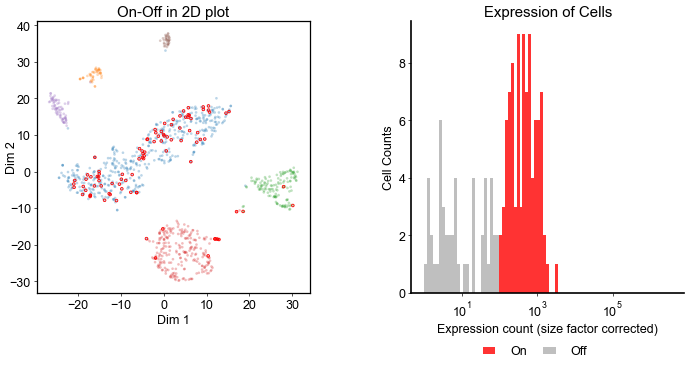 On-Off in 2D plot
40
30
20
10
0
−10
−20
−30
Dim 2
−20 −10 0 10 20 30
Dim 1
Expression of Cells
8
6
4
2
0
Cell Counts
10^1 10^3 10^5
Expression count (size factor corrected)
On Off